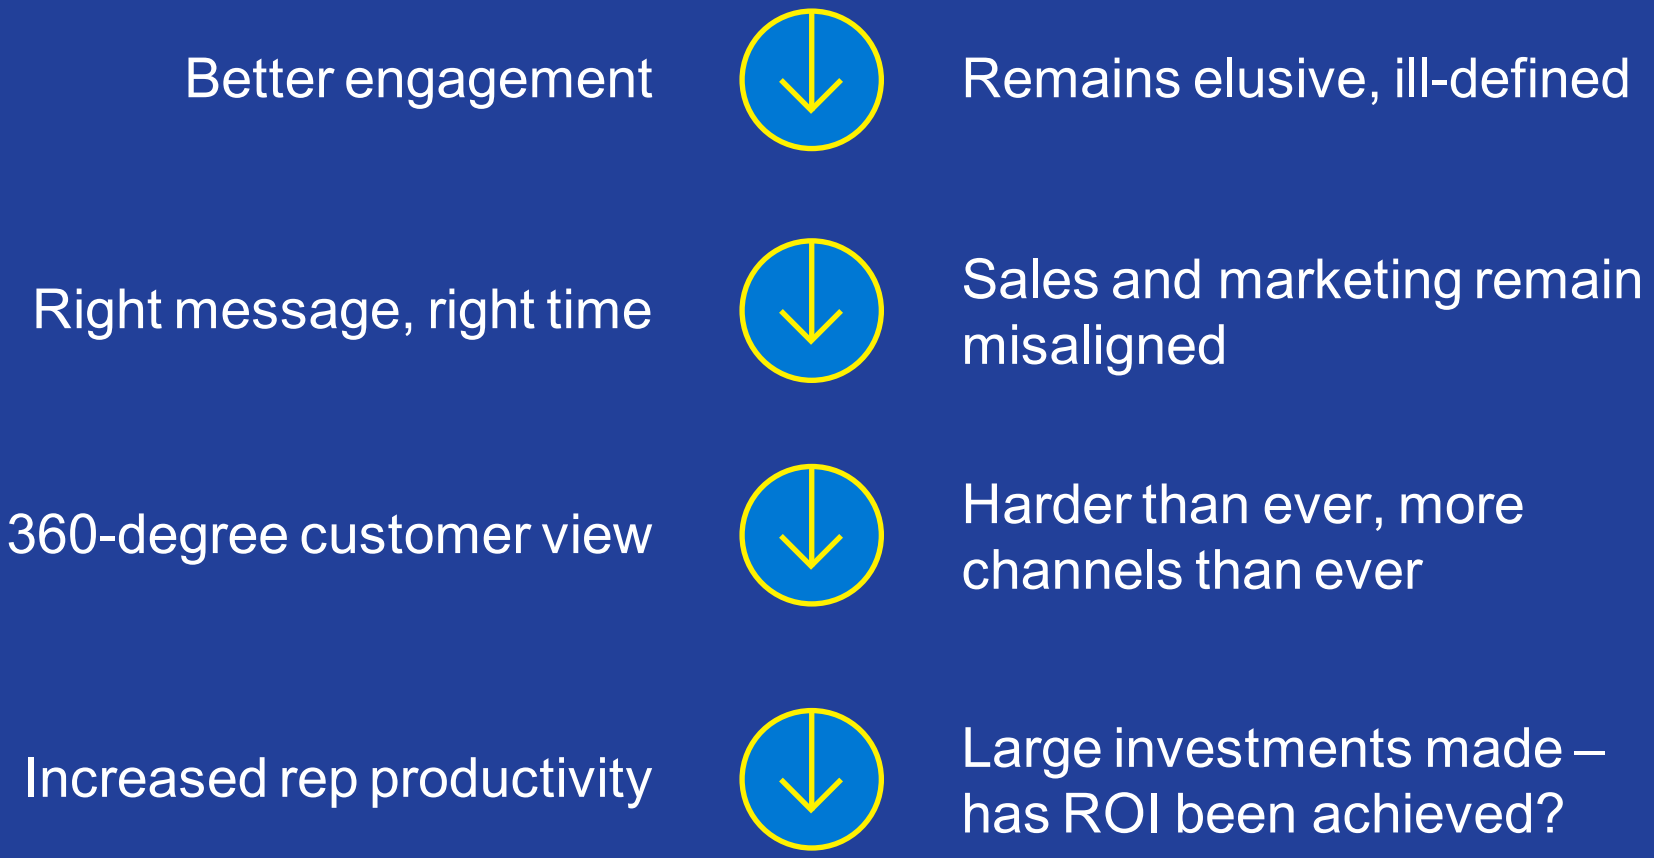 Better engagement
Remains elusive, ill-defined
Right message, right time
Sales and marketing remain
misaligned
360-degree customer view
Harder than ever, more
channels than ever
Increased rep productivity
Large investments made –
has ROI been achieved?